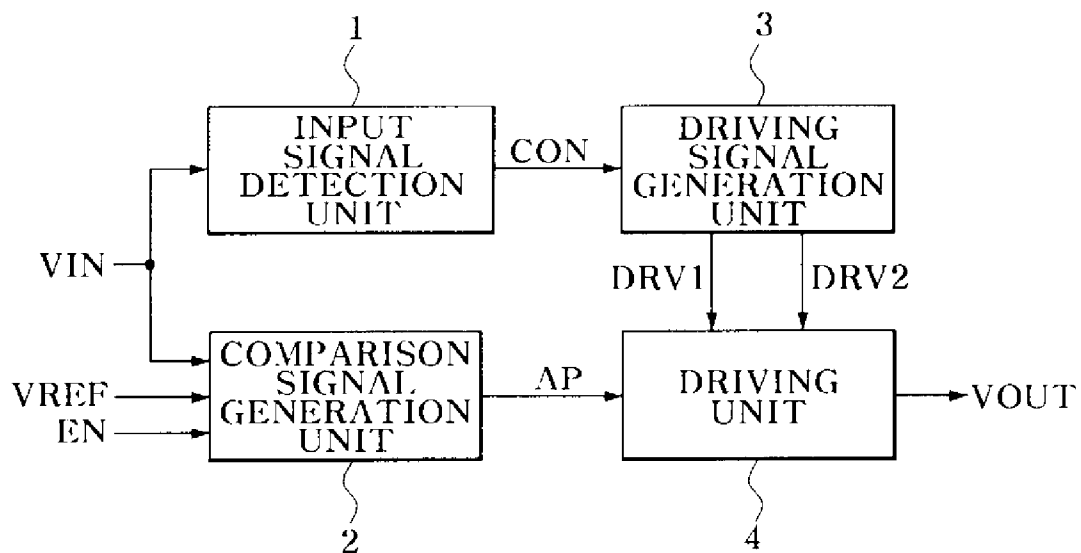 1
3
INPUT
SIGNAL
DETECTION
UNIT
CON
DRIVING
SIGNAL
GENERATION
UNIT
VIN
DRV1
DRV2
COMPARISON
SIGNAL
GENERATION
UNIT
VREF
EN
AP
DRIVING
UNIT
VOUT
2
4